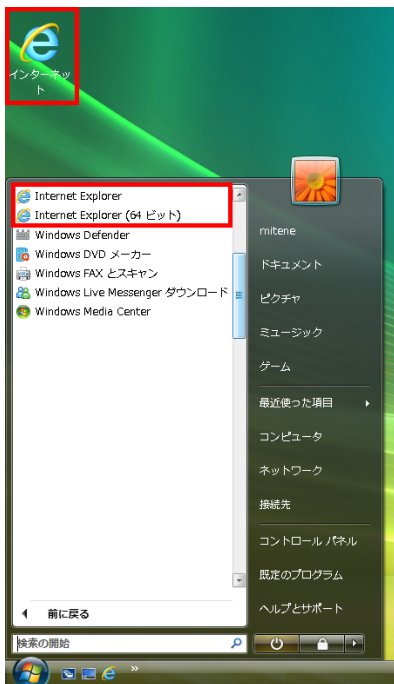 インターネッ
ト
Internet Explorer
Internet Explorer (64 ビット)
Windows Defender
Windows DVD メーカー
Windows FAX とスキャン
Windows Live Messenger ダウンロード
Windows Media Center
前に戻る
検索の開始
mitene
ドキュメント
ピクチャ
ミュージック
ゲーム
最近使った項目
コンピュータ
ネットワーク
接続先
コントロール パネル
既定のプログラム
ヘルプとサポート